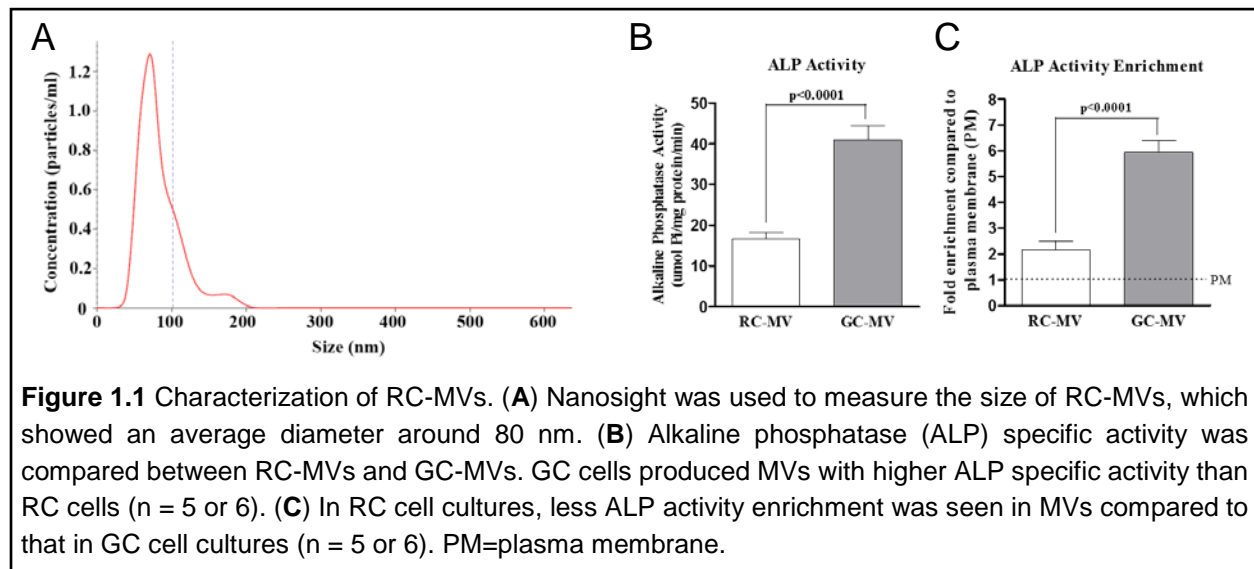 A
1.2
1.0
0.8
0.6
0.4
0.2
0
Concentration (particles/ml)
0 100 200 300 400 500 600
Size (nm)
B
ALP Activity
p<0.0001
50
40
30
20
10
0
Alkaline Phosphatase Activity
(umol Pi/mg protein/min)
RC-MV GC-MV
C
ALP Activity Enrichment
p<0.0001
8
7
6
5
4
3
2
1
0
Fold enrichment compared to
plasma membrane (PM)
PM
RC-MV GC-MV
Figure 1.1 Characterization of RC-MVs. (A) Nanosight was used to measure the size of RC-MVs, which
showed an average diameter around 80 nm. (B) Alkaline phosphatase (ALP) specific activity was
compared between RC-MVs and GC-MVs. GC cells produced MVs with higher ALP specific activity than
RC cells (n = 5 or 6). (C) In RC cell cultures, less ALP activity enrichment was seen in MVs compared to
that in GC cell cultures (n = 5 or 6). PM=plasma membrane.